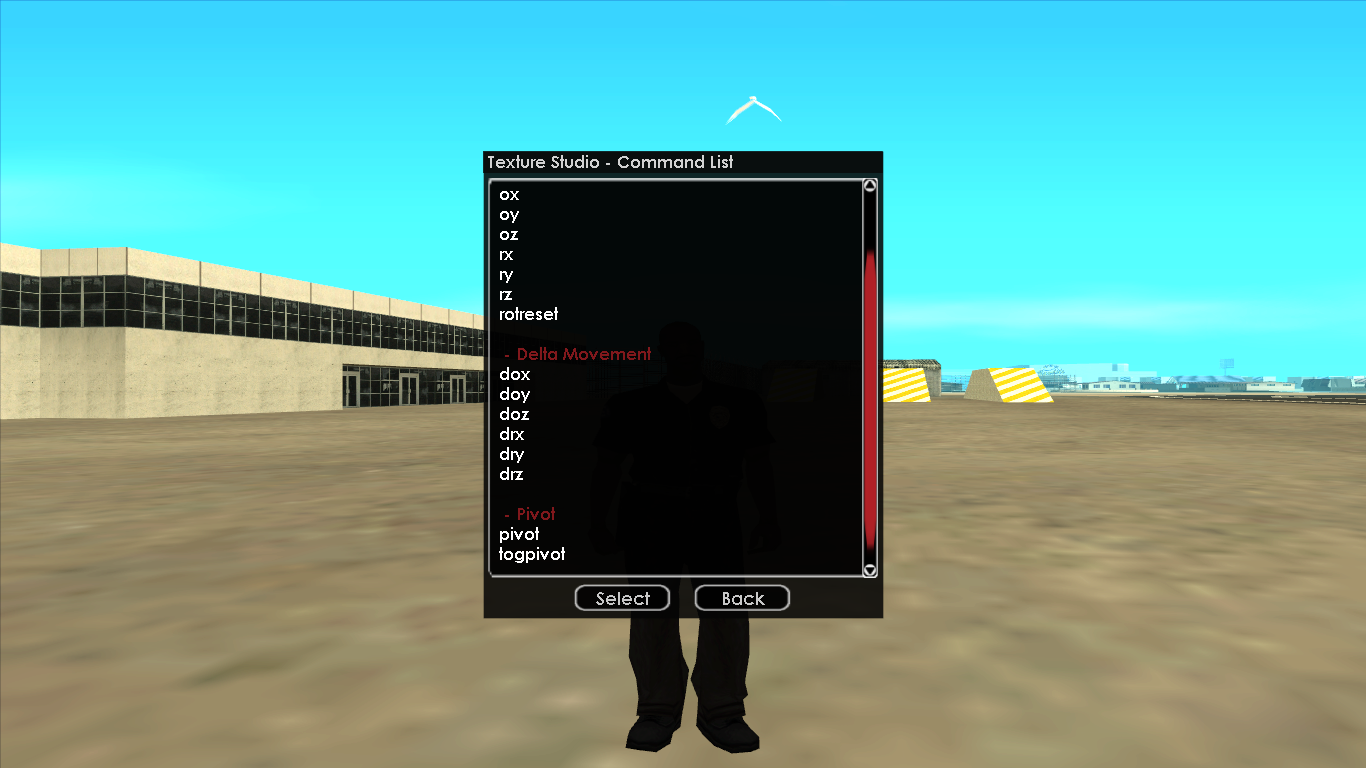 Texture Studio - Command List
ox
oy
oz
rx
ry
rz
rotreset
- Delta Movement
dox
doy
doz
drx
dry
drz
- Pivot
pivot
togpivot
Select Back